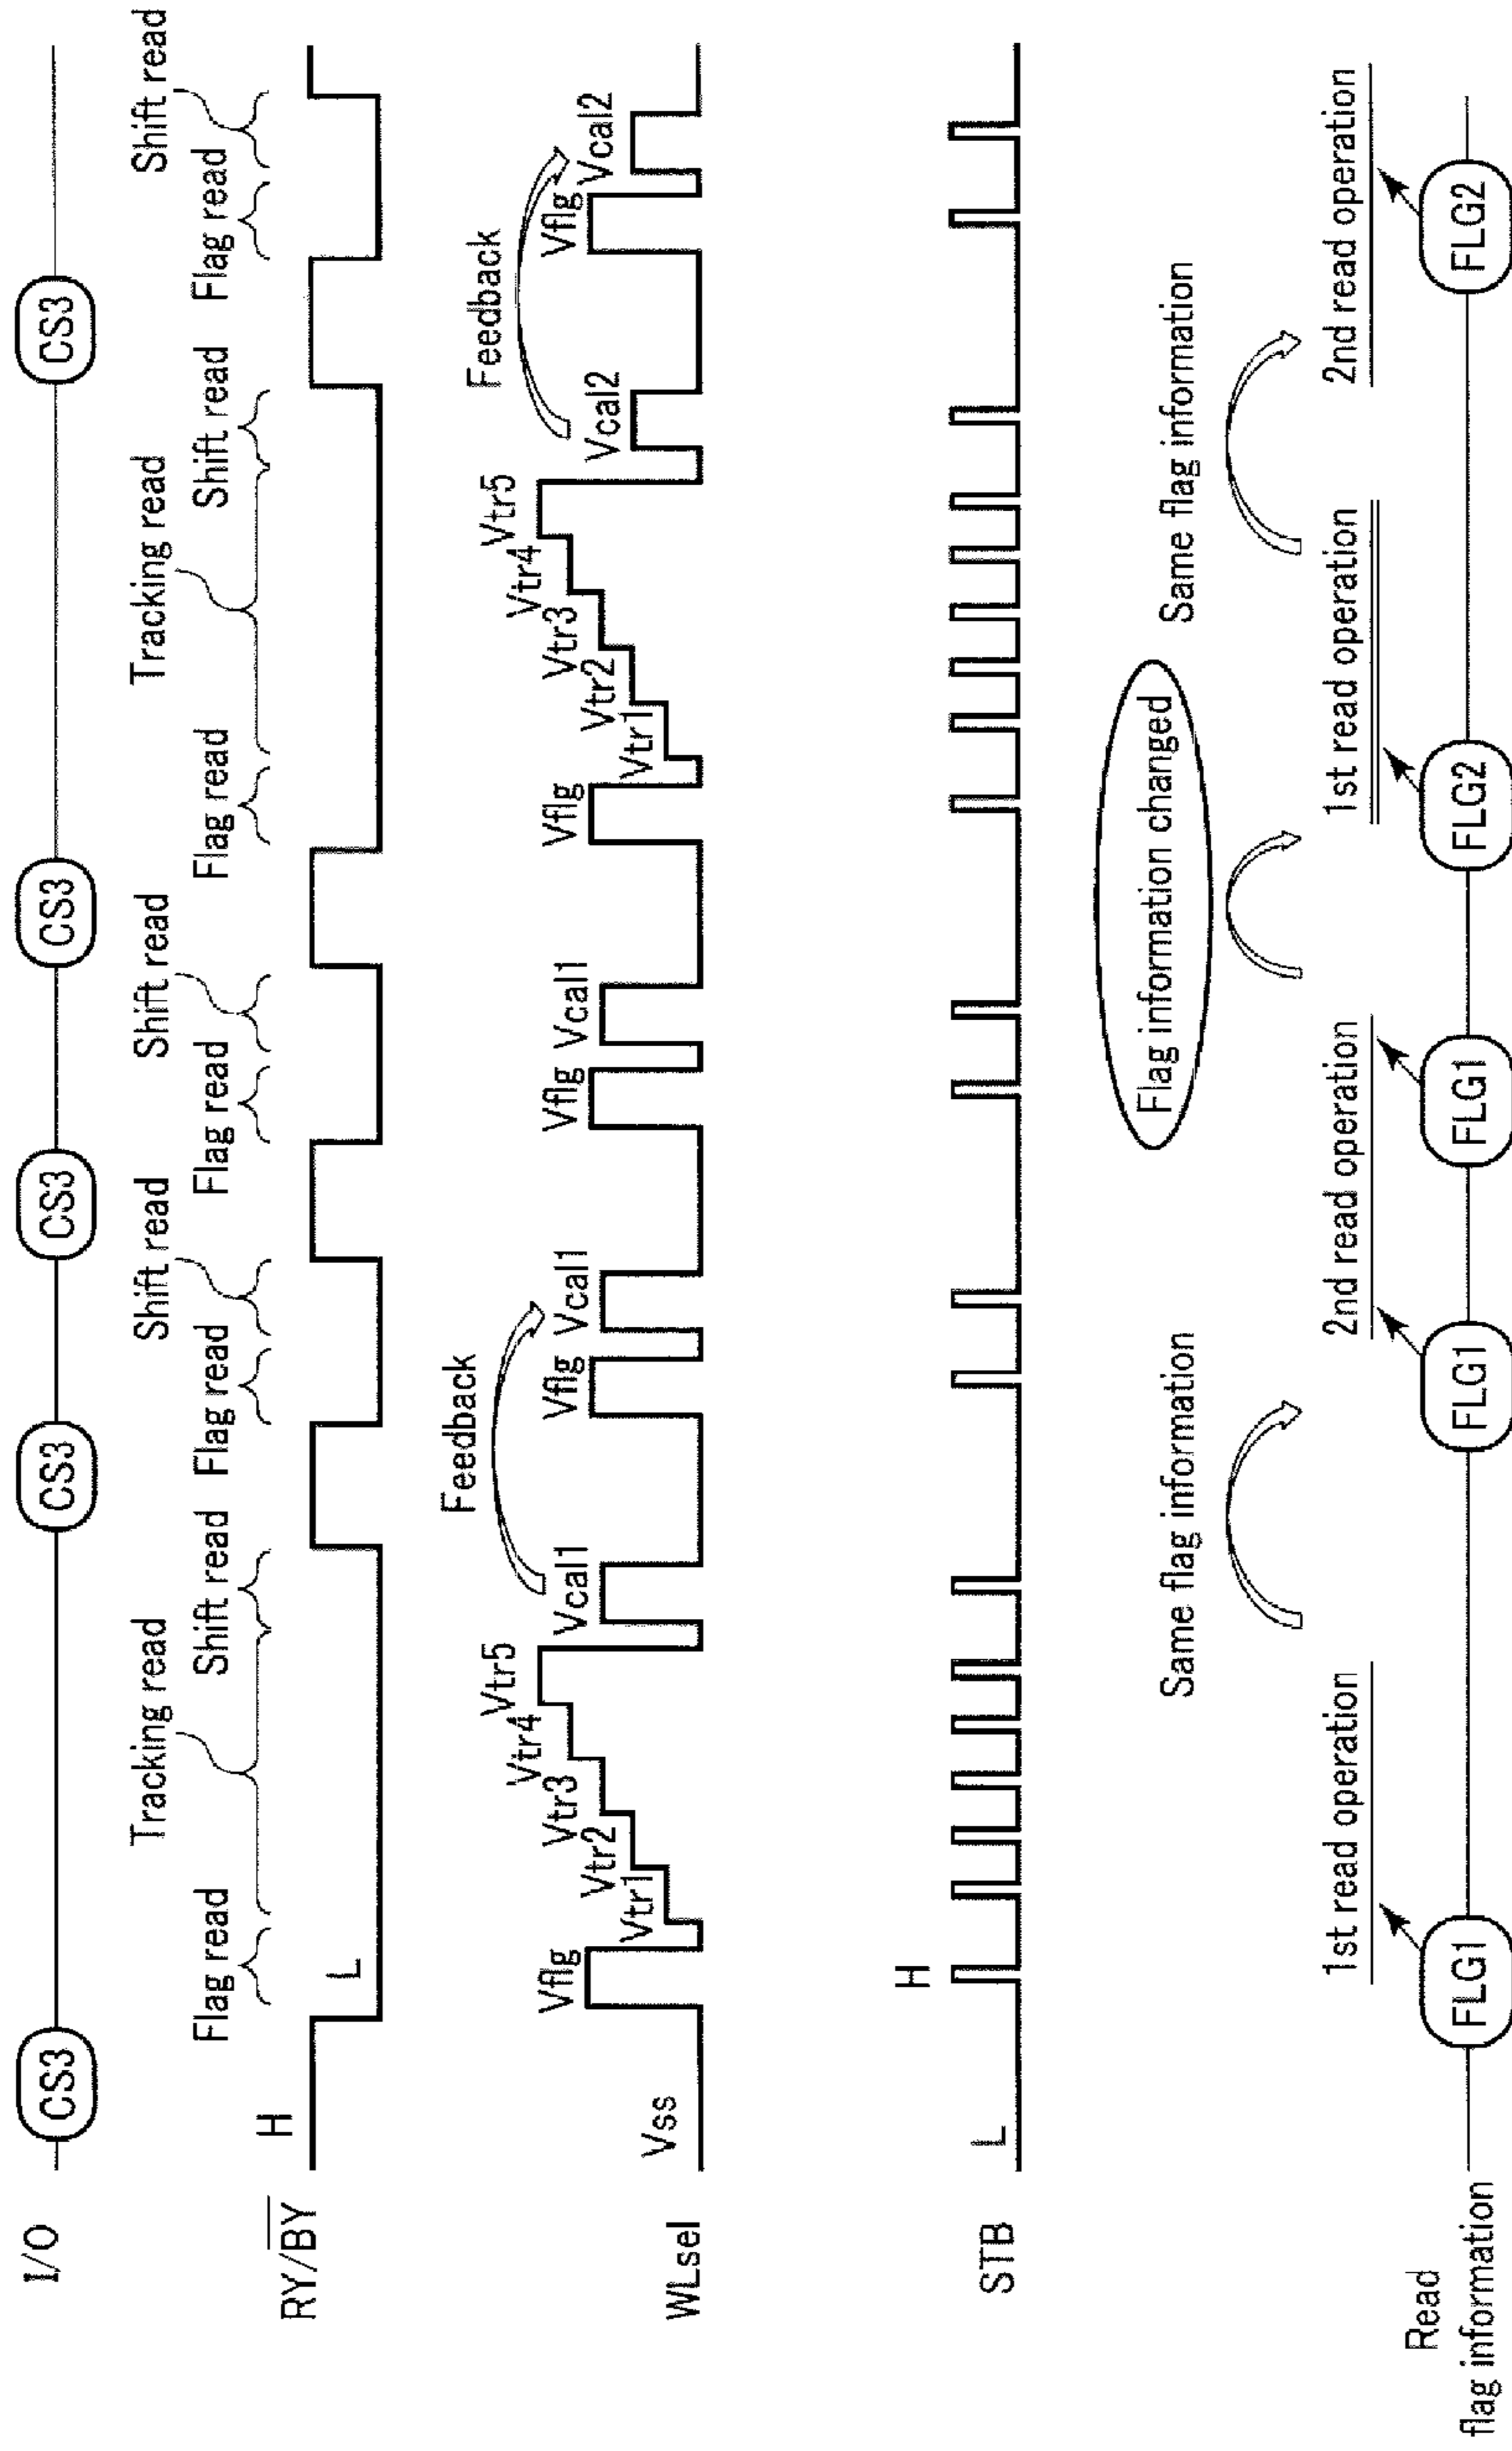 I/O
CS3 CS3 CS3 CS3 CS3
RY/BY
H
L
Flag read
Tracking read
Shift read
Flag read
Shift read
Flag read
Shift read
Flag read
Tracking read
Shift read
Flag read
Shift read
WLsel
Vss
Vflg
Vtr1
Vtr2
Vtr3
Vtr4
Vtr5
Vcal1
Feedback
Vflg
Vcal1
Vflg
Vcal1
Vflg
Vtr1
Vtr2
Vtr3
Vtr4
Vtr5
Vcal2
Feedback
Vflg
Vcal2
STB
L
H
Same flag information
Flag information changed
Same flag information
1st read operation
2nd read operation
2nd read operation
1st read operation
2nd read operation
Read
flag information
FLG1 FLG1 FLG1 FLG2 FLG2